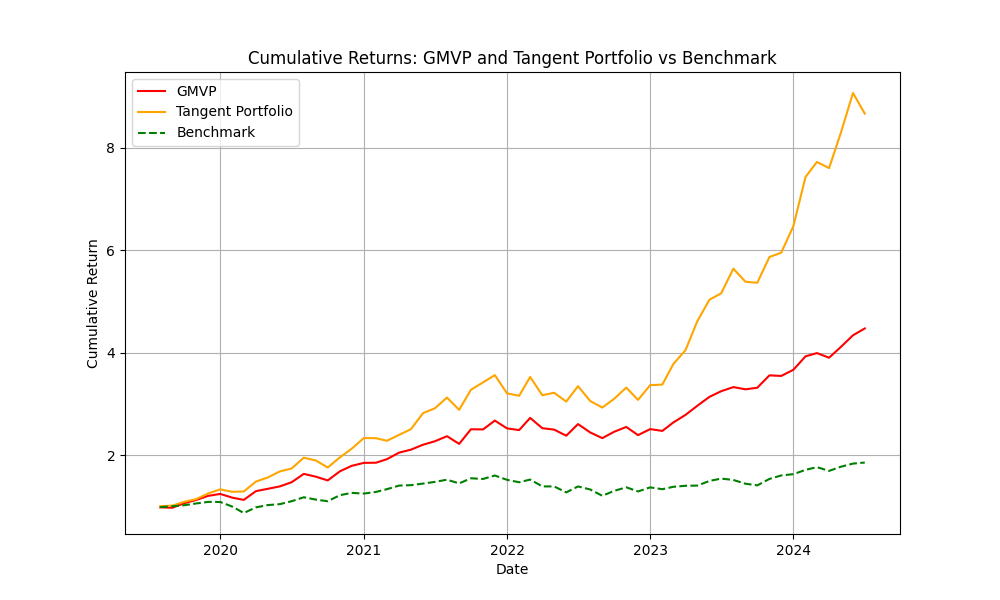 Cumulative Returns: GMVP and Tangent Portfolio vs Benchmark
GMVP
Tangent Portfolio
Benchmark
Cumulative Return
8
6
4
2
2020 2021 2022 2023 2024
Date